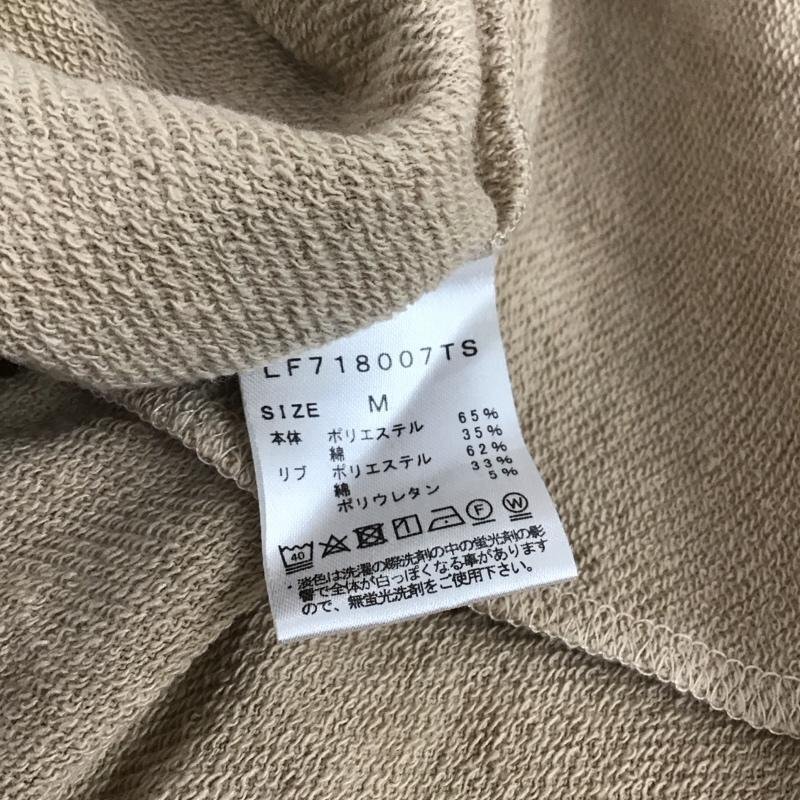 LF718007TS
SIZE M
本体 ポリエステル 65%
綿 35%
リブ ポリエステル 62%
綿 33%
ポリウレタン 5%
40 F W
・淡色は洗濯の際洗剤の中の蛍光剤の影
響で全体が白っぽくなる事があります
ので、無蛍光洗剤をご使用下さい。